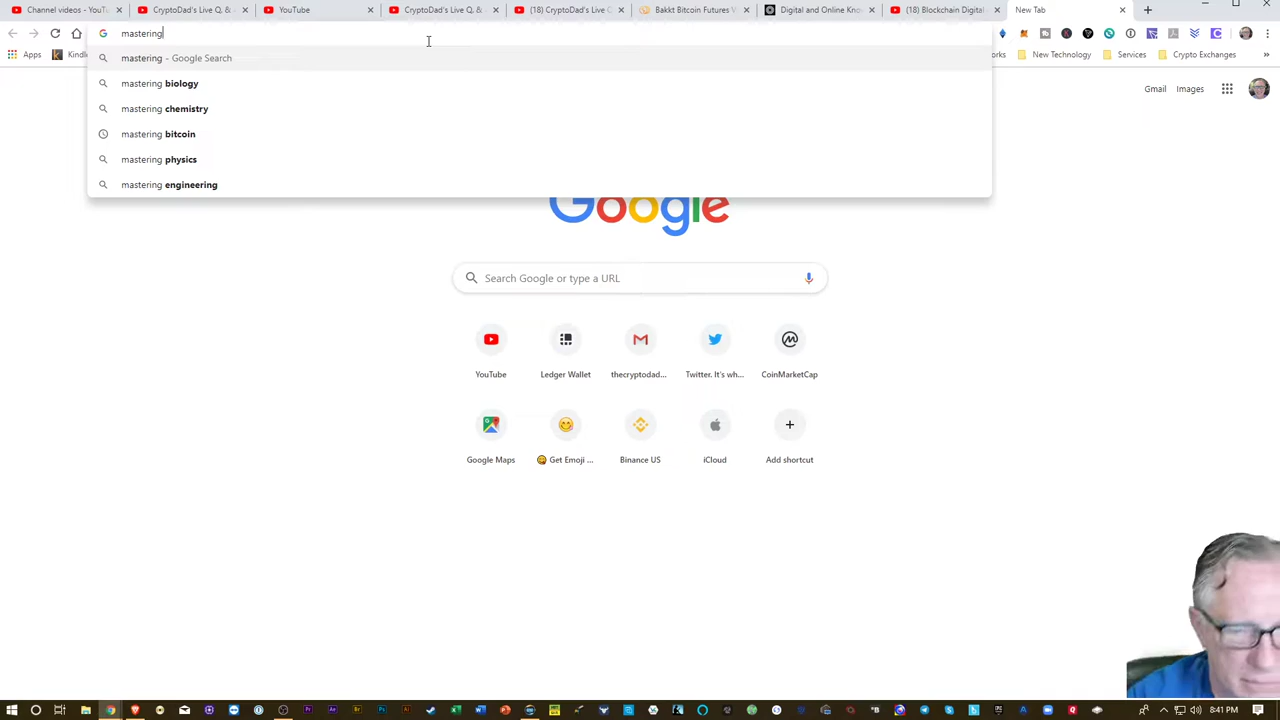 Channel videos - YouTu
CryptoDad's Live Q, &
YouTube
CryptoDad's Live Q, &
(18) CryptoDad's Live
Bakkt Bitcoin Futures
Digital and Online Kno
(18) Blockchain Digital
New Tab
mastering
Apps
Kindl
orks
New Technology
Services
Crypto Exchanges
mastering - Google Search
mastering biology
mastering chemistry
mastering bitcoin
mastering physics
mastering engineering
Gmail
Images
Google
Search Google or type a URL
YouTube
Ledger Wallet
thecryptodad...
Twitter. It's wh...
CoinMarketCap
Google Maps
Get Emoji ...
Binance US
iCloud
Add shortcut
8:41 PM